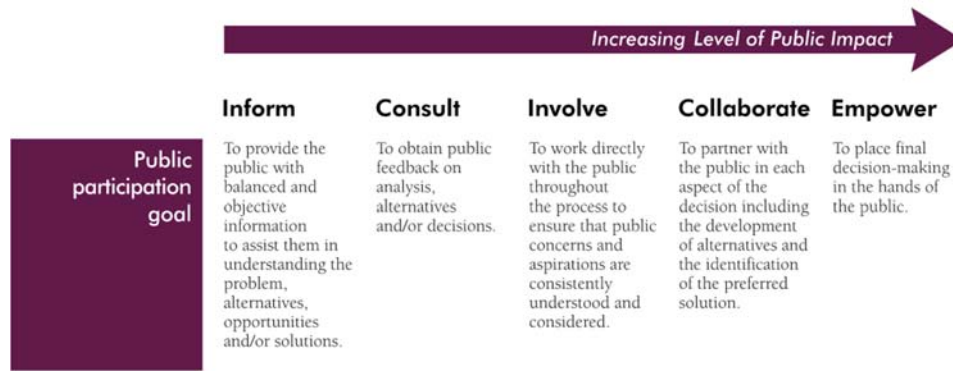 Increasing Level of Public Impact
Inform
Consult
Involve
Collaborate
Empower
Public
participation
goal
To provide the
public with
balanced and
objective
information
to assist them in
understanding the
problem,
alternatives,
opportunities
and/or solutions.
To obtain public
feedback on
analysis,
alternatives
and/or decisions.
To work directly
with the public
throughout
the process to
ensure that public
concerns and
aspirations are
consistently
understood and
considered.
To partner with
the public in each
aspect of the
decision including
the development
of alternatives and
the identification
of the preferred
solution.
To place final
decision-making
in the hands of
the public.